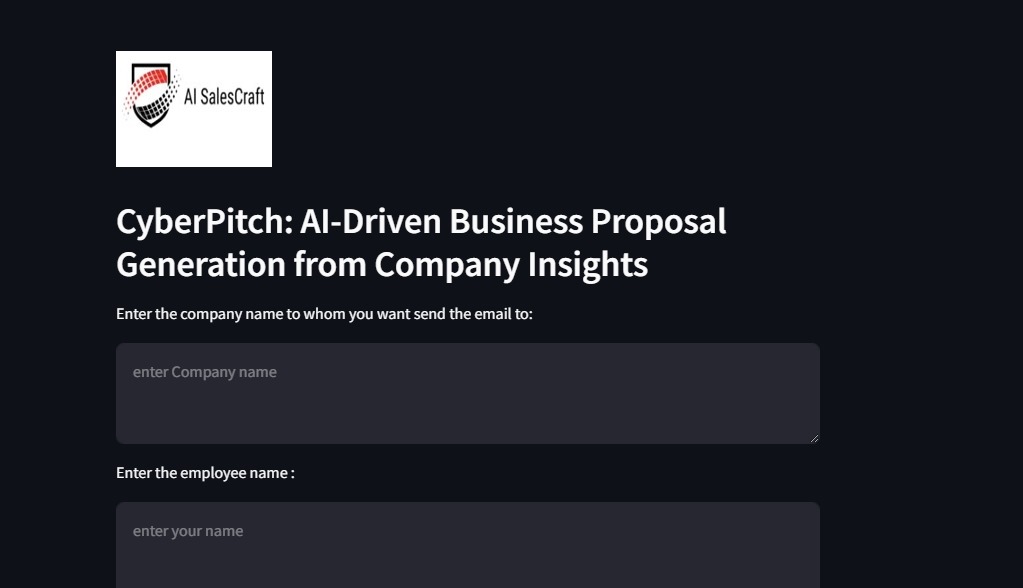 AI SalesCraft
CyberPitch: AI-Driven Business Proposal
Generation from Company Insights
Enter the company name to whom you want send the email to:
enter Company name
Enter the employee name :
enter your name